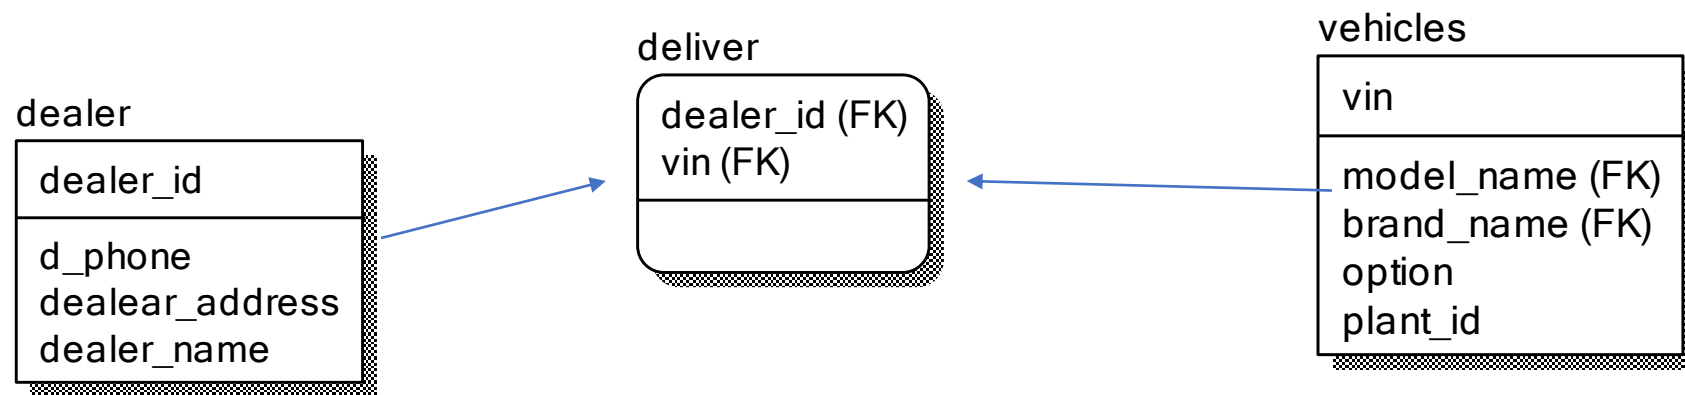 dealer
dealer_id
d_phone
dealear_address
dealer_name
deliver
dealer_id (FK)
vin (FK)
vehicles
vin
model_name (FK)
brand_name (FK)
option
plant_id